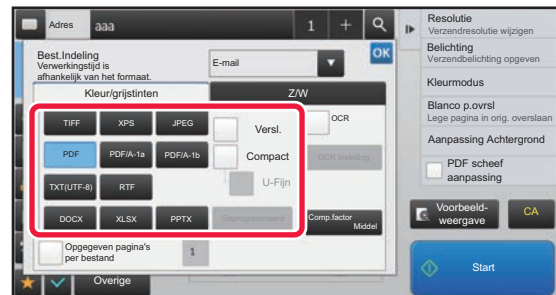 Adres
aaa
1
Best.Indeling
Verwerkingstijd is
afhankelijk van het formaat.
E-mail
OK
Kleur/grijstinten
Z/W
TIFF
XPS
JPEG
Versl.
OCR
PDF
PDF/A-1a
PDF/A-1b
Compact
OCR Instelling
TXT(UTF-8)
RTF
U-Fijn
DOCX
XLSX
PPTX
Geprogrammeerd
Comp.factor
Middel
Opgegeven pagina's
per bestand
1
Overige
Resolutie
Verzendresolutie wijzigen
Belichting
Verzendbelichting opgeven
Kleurmodus
Blanco p.ovrsl
Lege pagina in orig. overslaan
Aanpassing Achtergrond
PDF scheef
aanpassing
Voorbeeld-
weergave
CA
Start